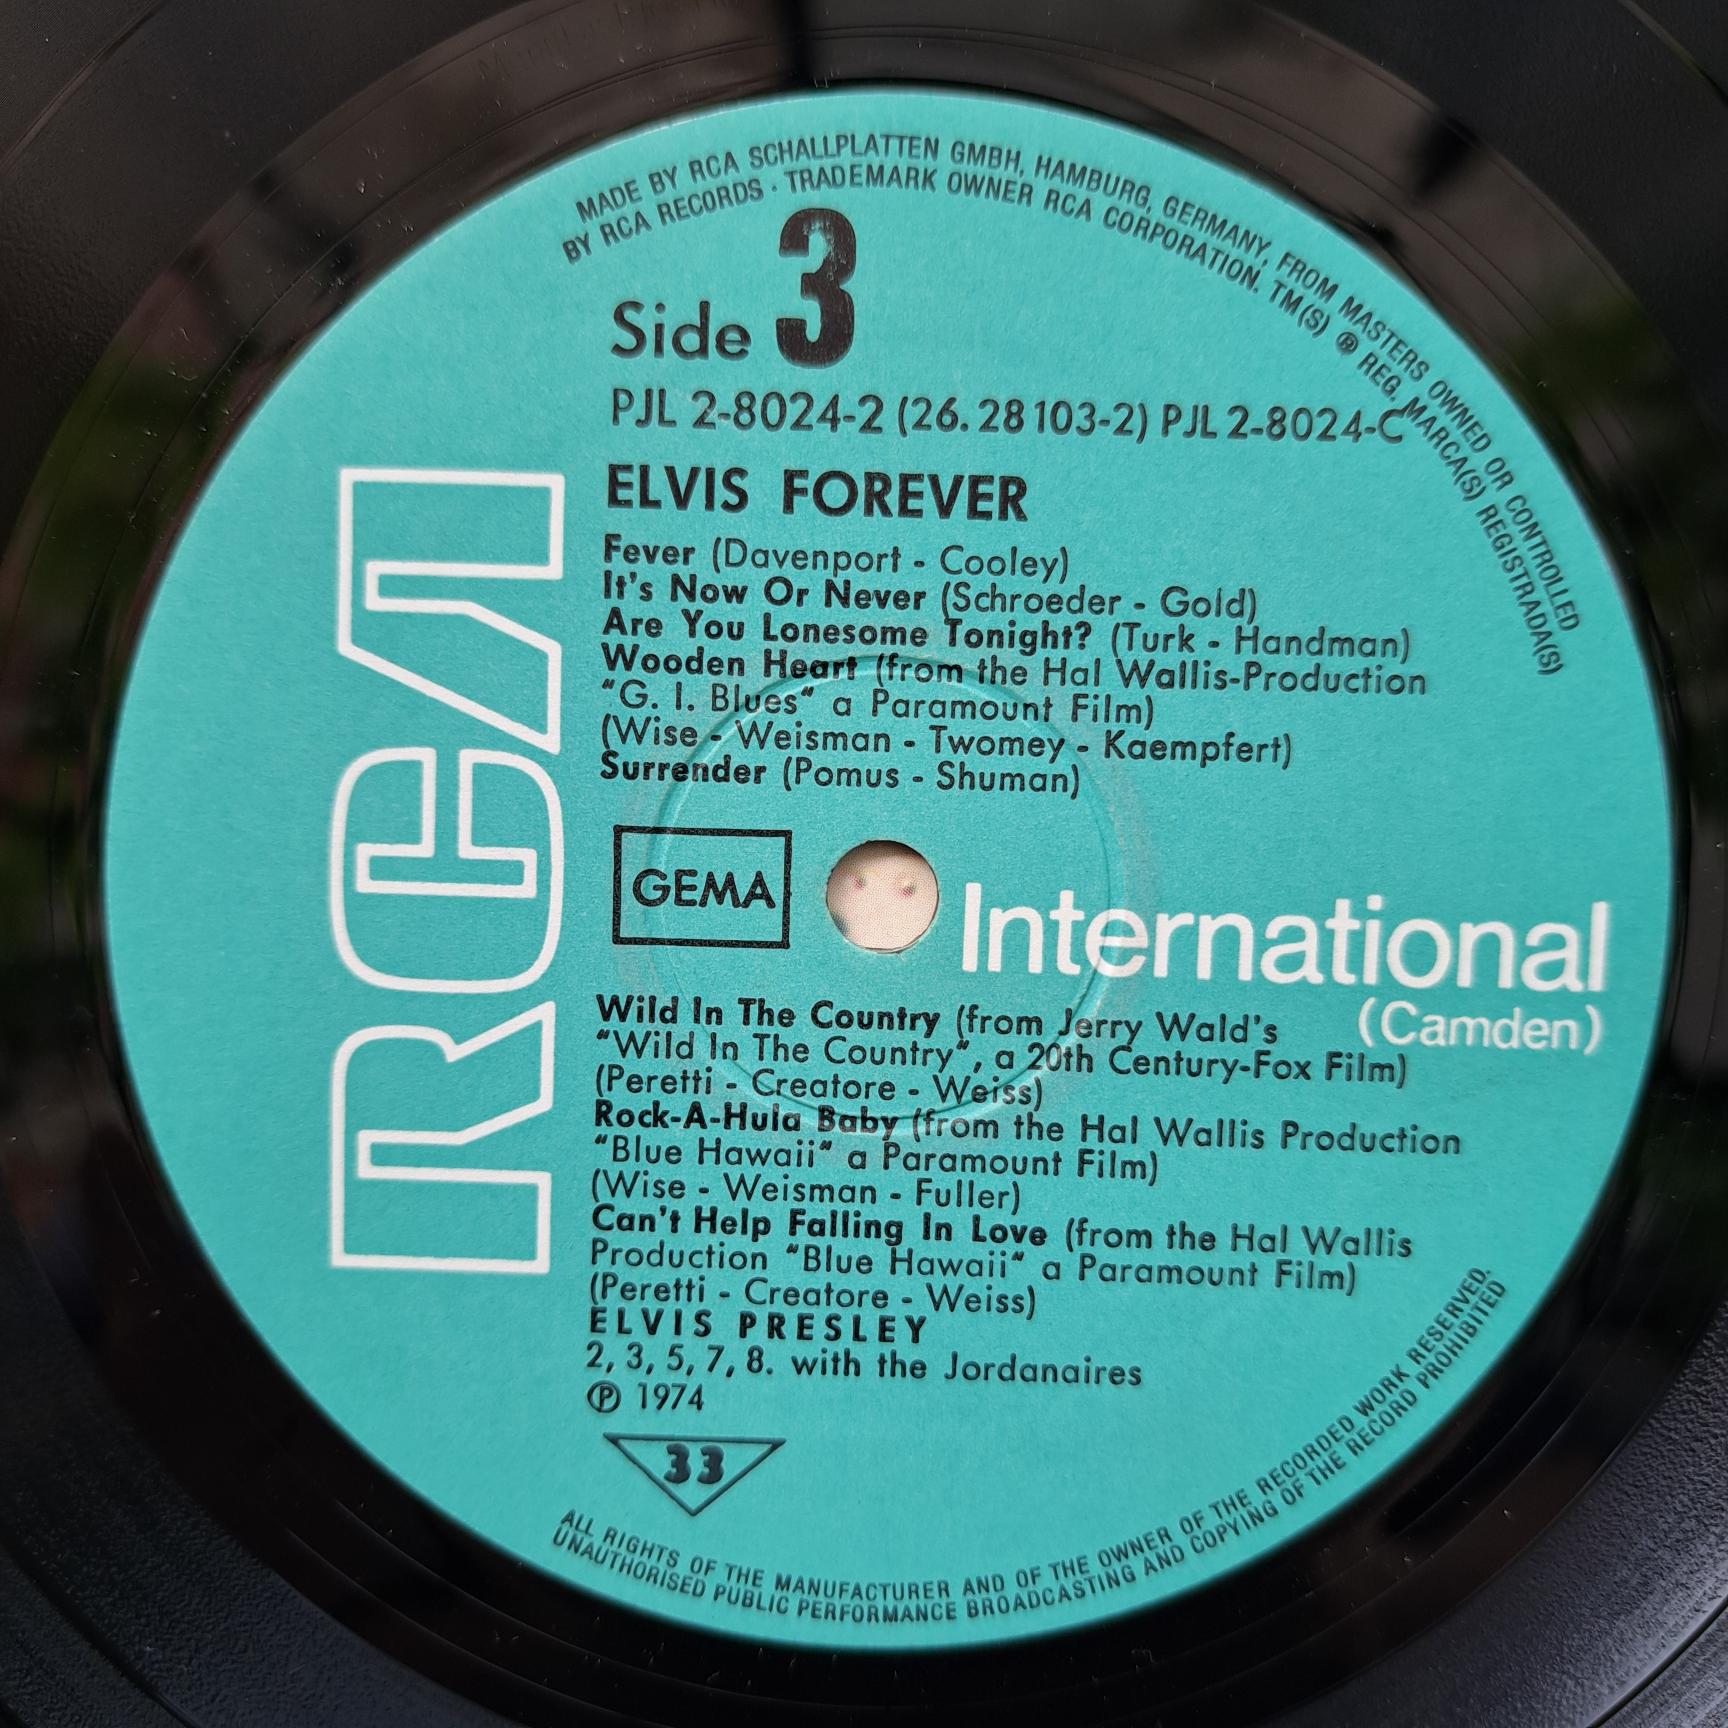 MADE BY RCA SCHALLPLATTEN GMBH, HAMBURG, GERMANY, FROM MASTERS OWNED OR CONTROLLED
BY RCA RECORDS · TRADEMARK OWNER RCA CORPORATION. TM(S) ® REG. MARCA(S) REGISTRADA(S)
Side 3
PJL 2-8024-2 (26.28 103-2) PJL 2-8024-C
ELVIS FOREVER
Fever (Davenport - Cooley)
It's Now Or Never (Schroeder - Gold)
Are You Lonesome Tonight? (Turk - Handman)
Wooden Heart (from the Hal Wallis-Production
“G. I. Blues“ a Paramount Film)
(Wise - Weisman - Twomey - Kaempfert)
Surrender (Pomus - Shuman)
RCA
GEMA
International
(Camden)
Wild In The Country (from Jerry Wald's
“Wild In The Country“, a 20th Century-Fox Film)
(Peretti - Creatore - Weiss)
Rock-A-Hula Baby (from the Hal Wallis Production
“Blue Hawaii“ a Paramount Film)
(Wise - Weisman - Fuller)
Can't Help Falling In Love (from the Hal Wallis
Production “Blue Hawaii“ a Paramount Film)
(Peretti - Creatore - Weiss)
ELVIS PRESLEY
2, 3, 5, 7, 8. with the Jordanaires
℗ 1974
33
ALL RIGHTS OF THE MANUFACTURER AND OF THE OWNER OF THE RECORDED WORK RESERVED.
UNAUTHORISED PUBLIC PERFORMANCE BROADCASTING AND COPYING OF THE RECORD PROHIBITED